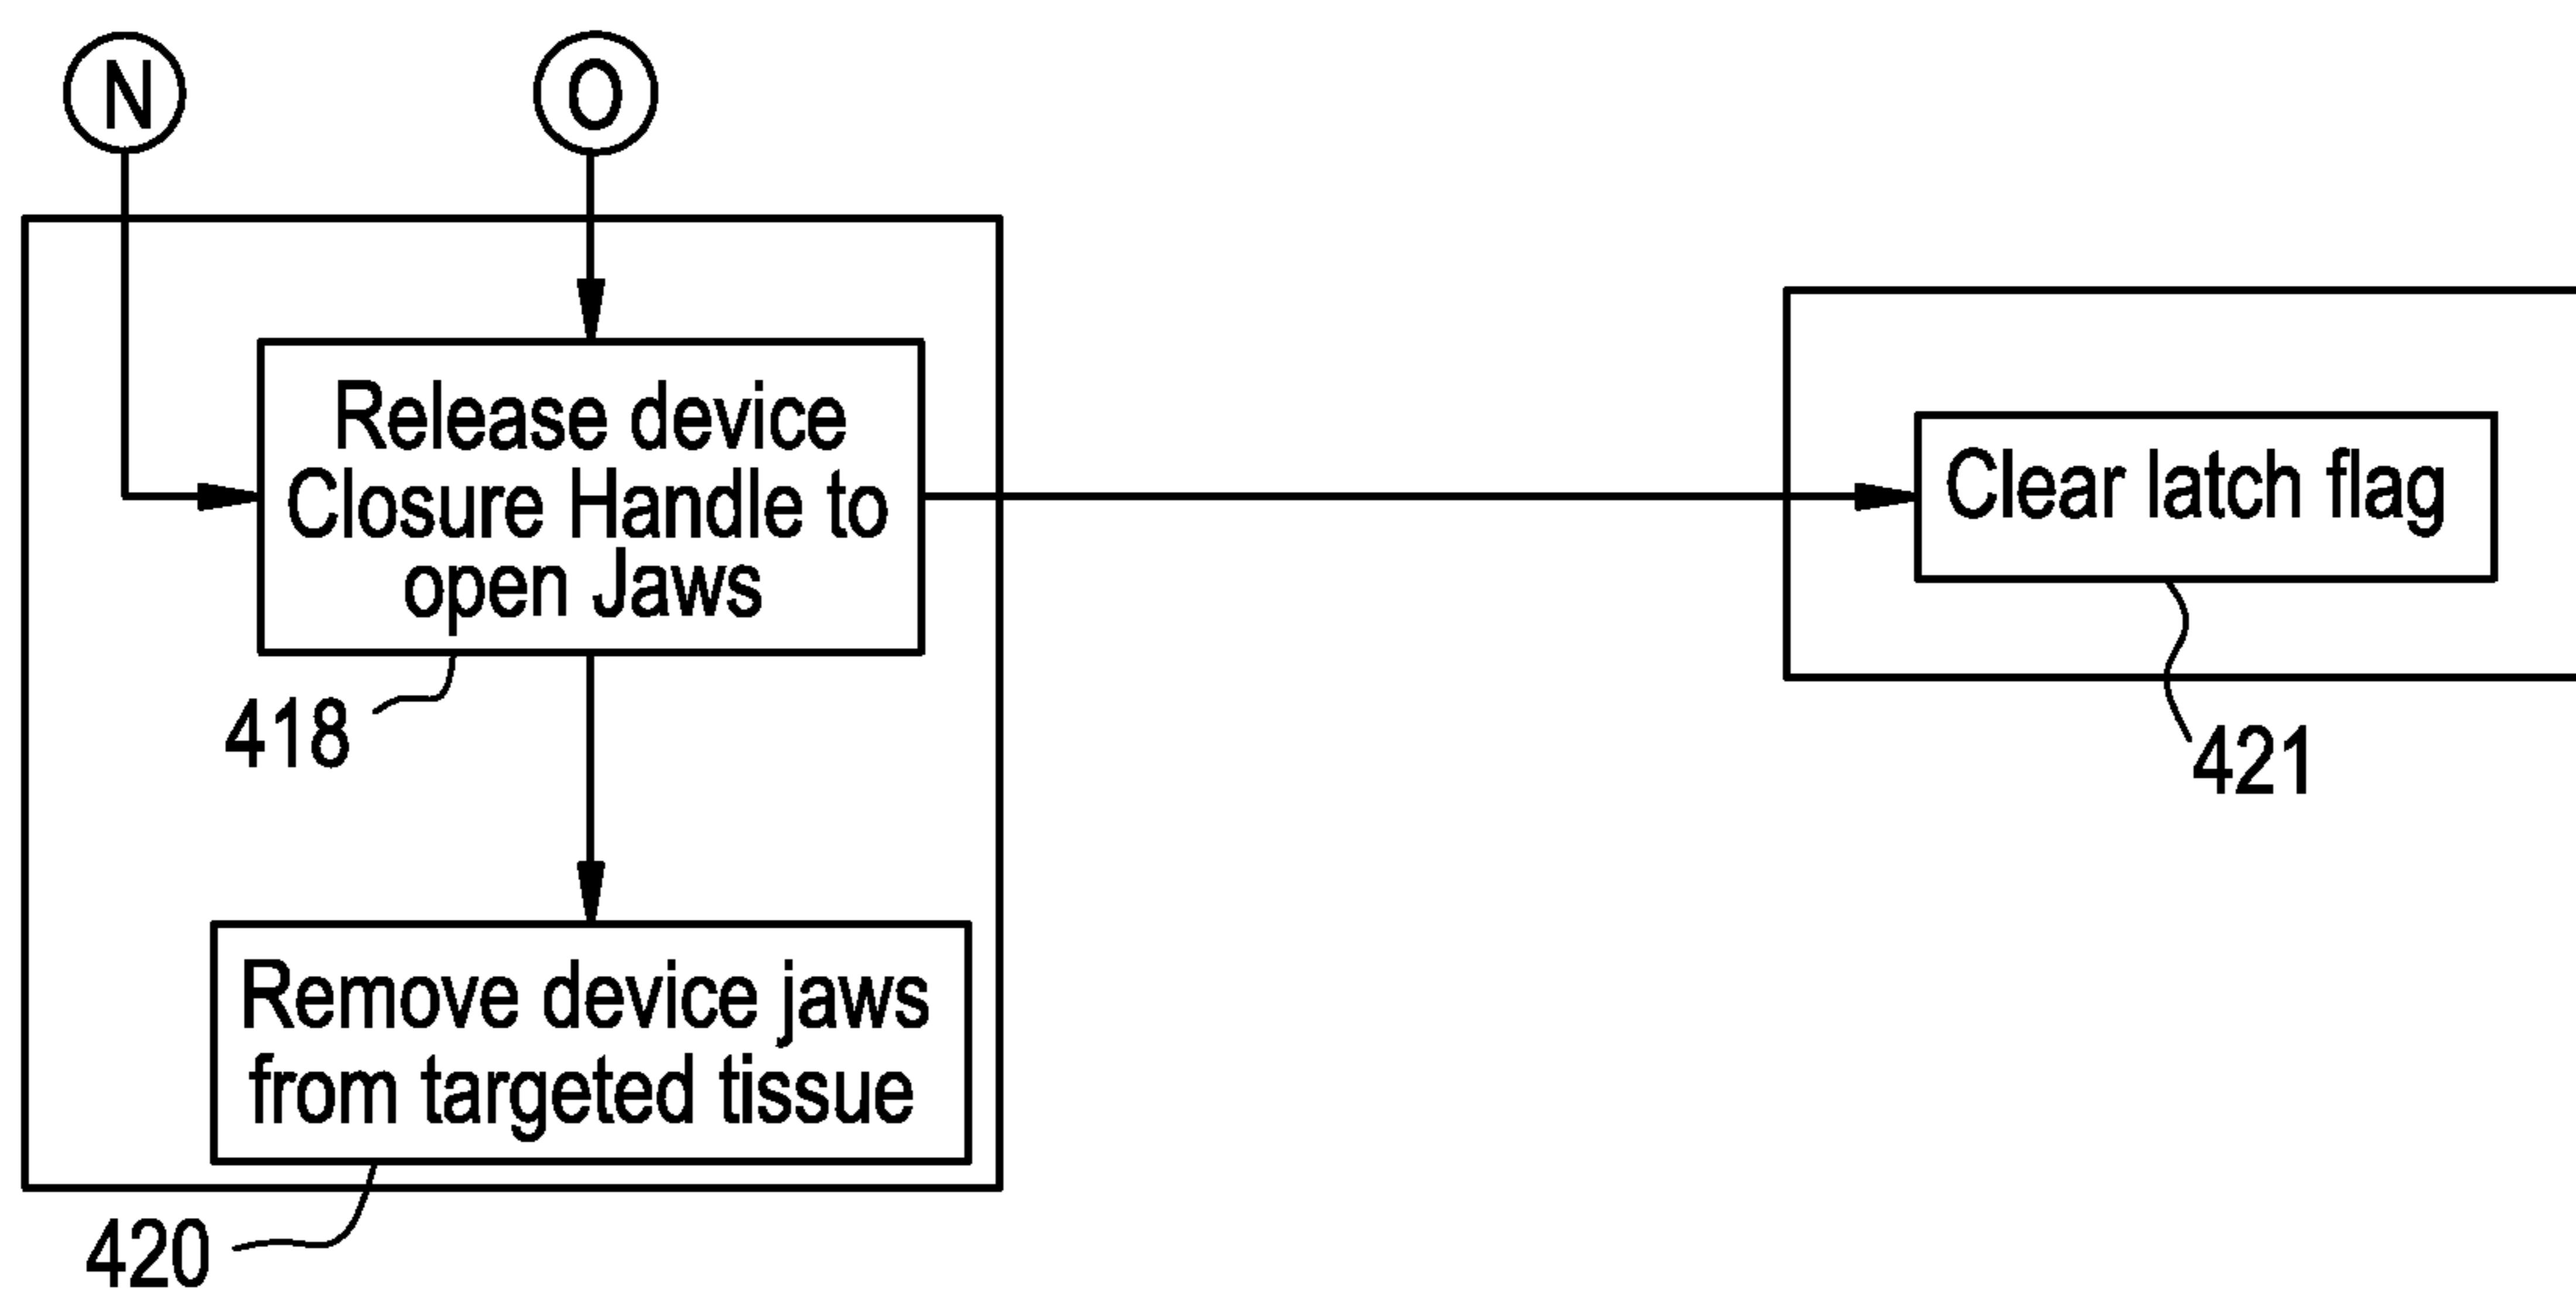 N
O
Release device
Closure Handle to
open Jaws
418
Clear latch flag
421
Remove device jaws
from targeted tissue
420